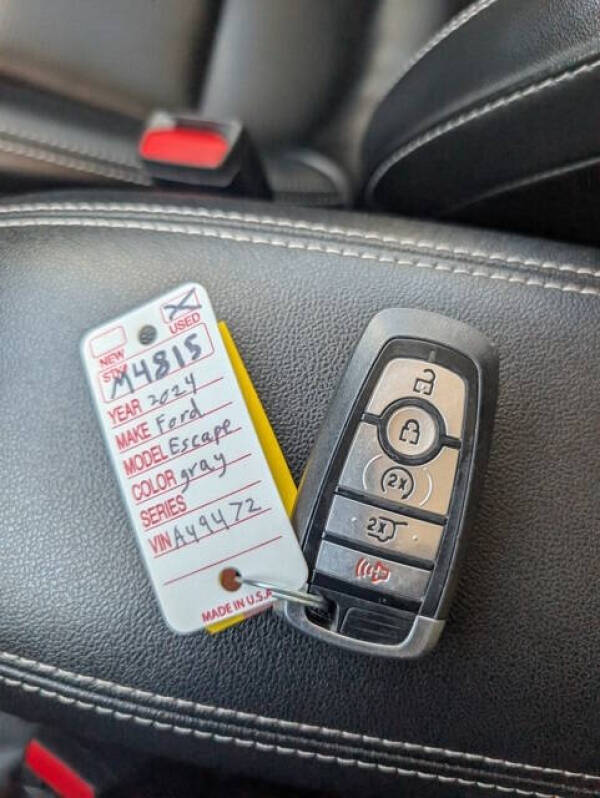 NEW USED
STK M4815
YEAR 2024
MAKE Ford
MODEL Escape
COLOR gray
SERIES
VIN A49472
MADE IN U.S.A
2x
2x